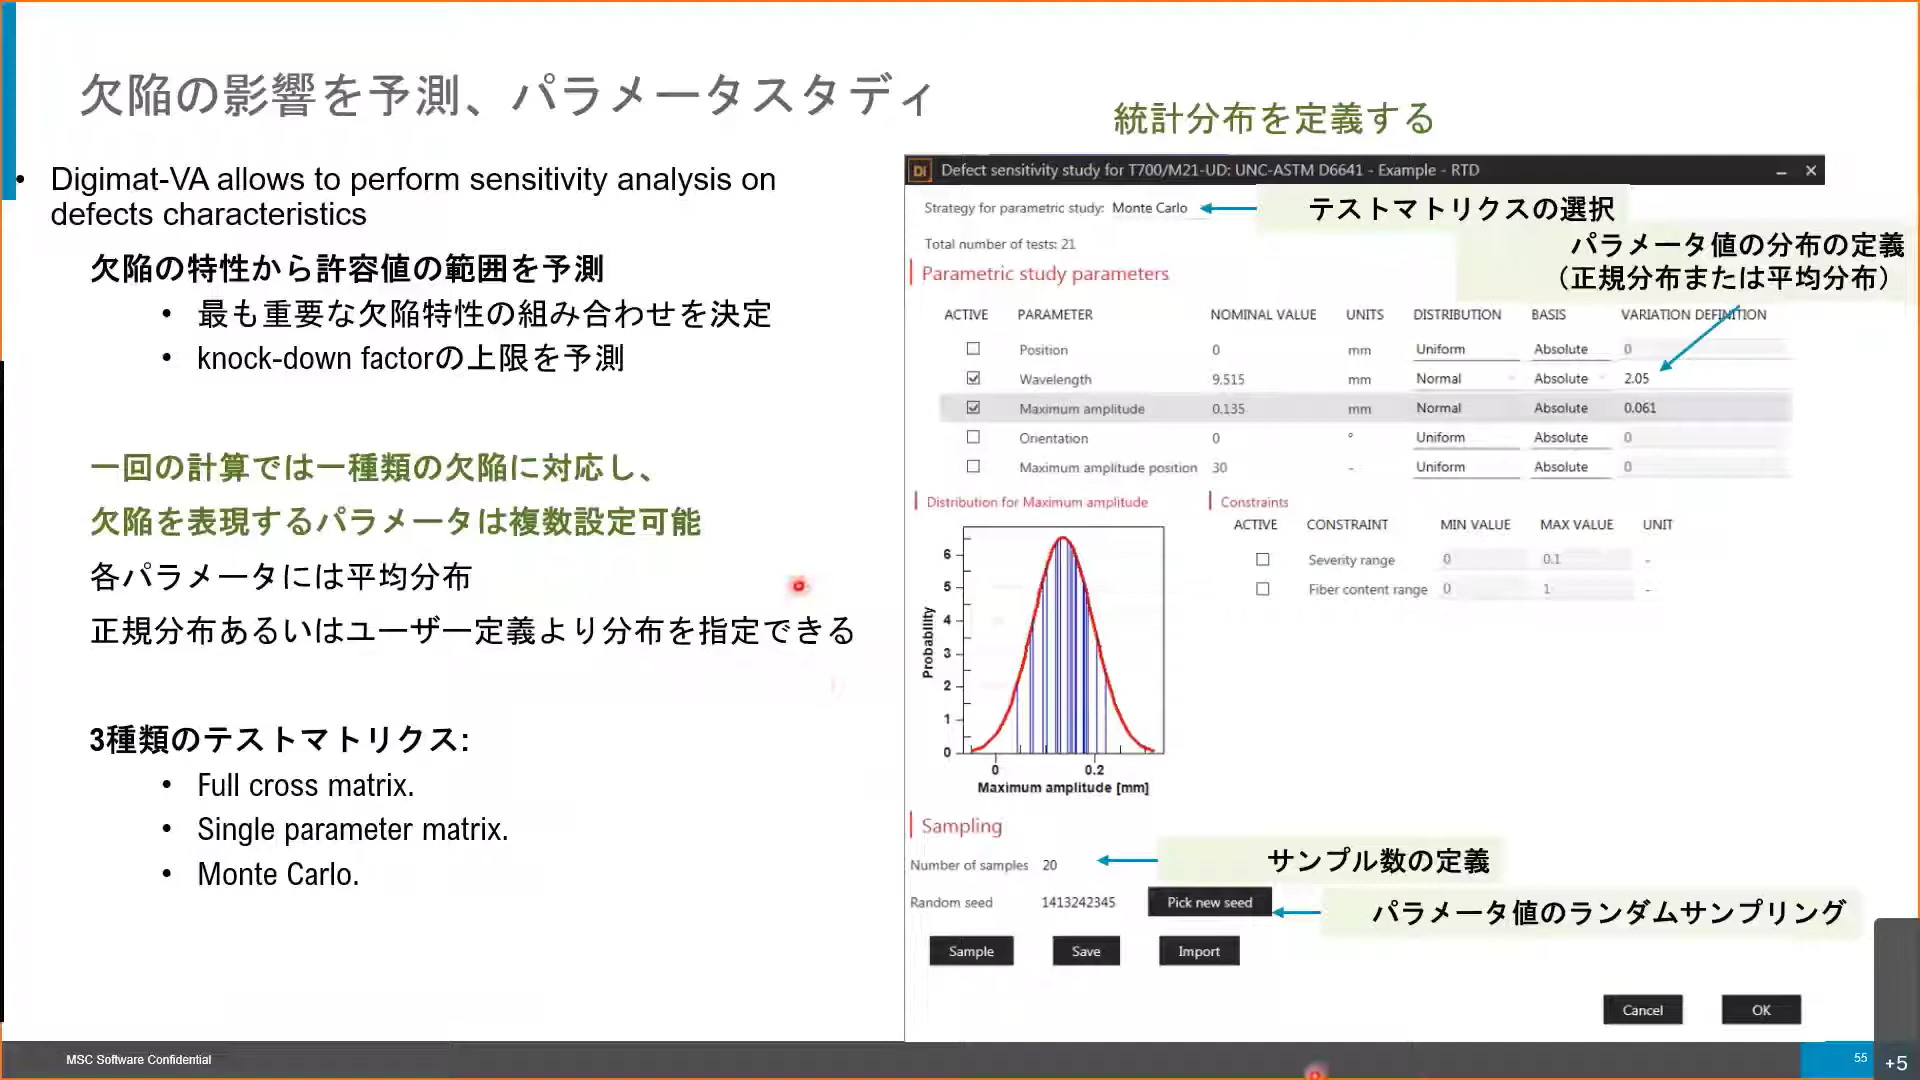 欠陥の影響を予測、パラメータスタディ
統計分布を定義する
• Digimat-VA allows to perform sensitivity analysis on
defects characteristics
欠陥の特性から許容値の範囲を予測
• 最も重要な欠陥特性の組み合わせを決定
• knock-down factorの上限を予測
一回の計算では一種類の欠陥に対応し、
欠陥を表現するパラメータは複数設定可能
各パラメータには平均分布
正規分布あるいはユーザー定義より分布を指定できる
3種類のテストマトリクス:
• Full cross matrix.
• Single parameter matrix.
• Monte Carlo.
Di Defect sensitivity study for T700/M21-UD: UNC-ASTM D6641 - Example - RTD
Strategy for parametric study: Monte Carlo
テストマトリクスの選択
Total number of tests: 21
パラメータ値の分布の定義
（正規分布または平均分布）
Parametric study parameters
ACTIVE PARAMETER NOMINAL VALUE UNITS DISTRIBUTION BASIS VARIATION DEFINITION
Position 0 mm Uniform Absolute 0
Wavelength 9.515 mm Normal Absolute 2.05
Maximum amplitude 0.135 mm Normal Absolute 0.061
Orientation 0 ° Uniform Absolute 0
Maximum amplitude position 30 - Uniform Absolute 0
Distribution for Maximum amplitude
Constraints
ACTIVE CONSTRAINT MIN VALUE MAX VALUE UNIT
Severity range 0 0.1 -
Fiber content range 0 1 -
Probability
6
5
4
3
2
1
0
0 0.2
Maximum amplitude [mm]
Sampling
Number of samples 20
サンプル数の定義
Random seed 1413242345 Pick new seed
パラメータ値のランダムサンプリング
Sample Save Import
Cancel OK
MSC Software Confidential
55
+5